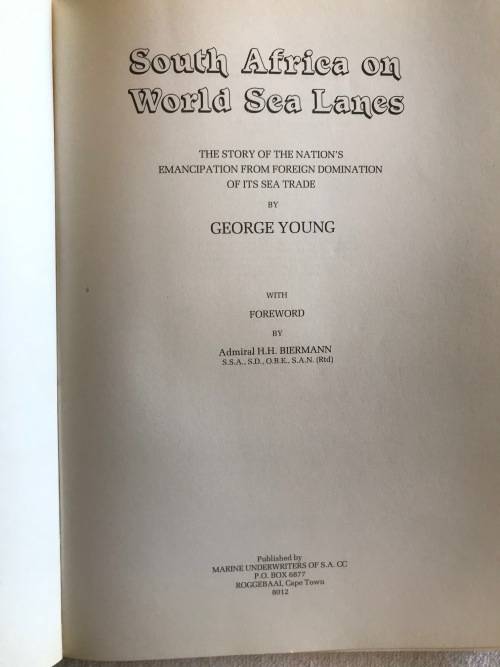 South Africa on
World Sea Lanes
THE STORY OF THE NATION'S
EMANCIPATION FROM FOREIGN DOMINATION
OF ITS SEA TRADE
BY
GEORGE YOUNG
WITH
FOREWORD
BY
Admiral H.H. BIERMANN
S.S.A., S.D., O.B.E., S.A.N. (Rtd)
Published by
MARINE UNDERWRITERS OF S.A. CC
P.O. BOX 6877
ROGGEBAAI, Cape Town
8012